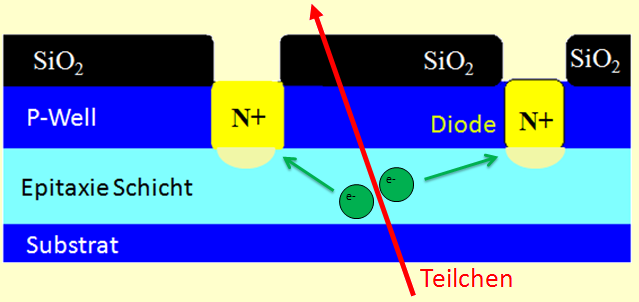 SiO₂
SiO₂
SiO₂
P-Well
N+
Diode
N+
Epitaxie Schicht
e-
e-
Substrat
Teilchen